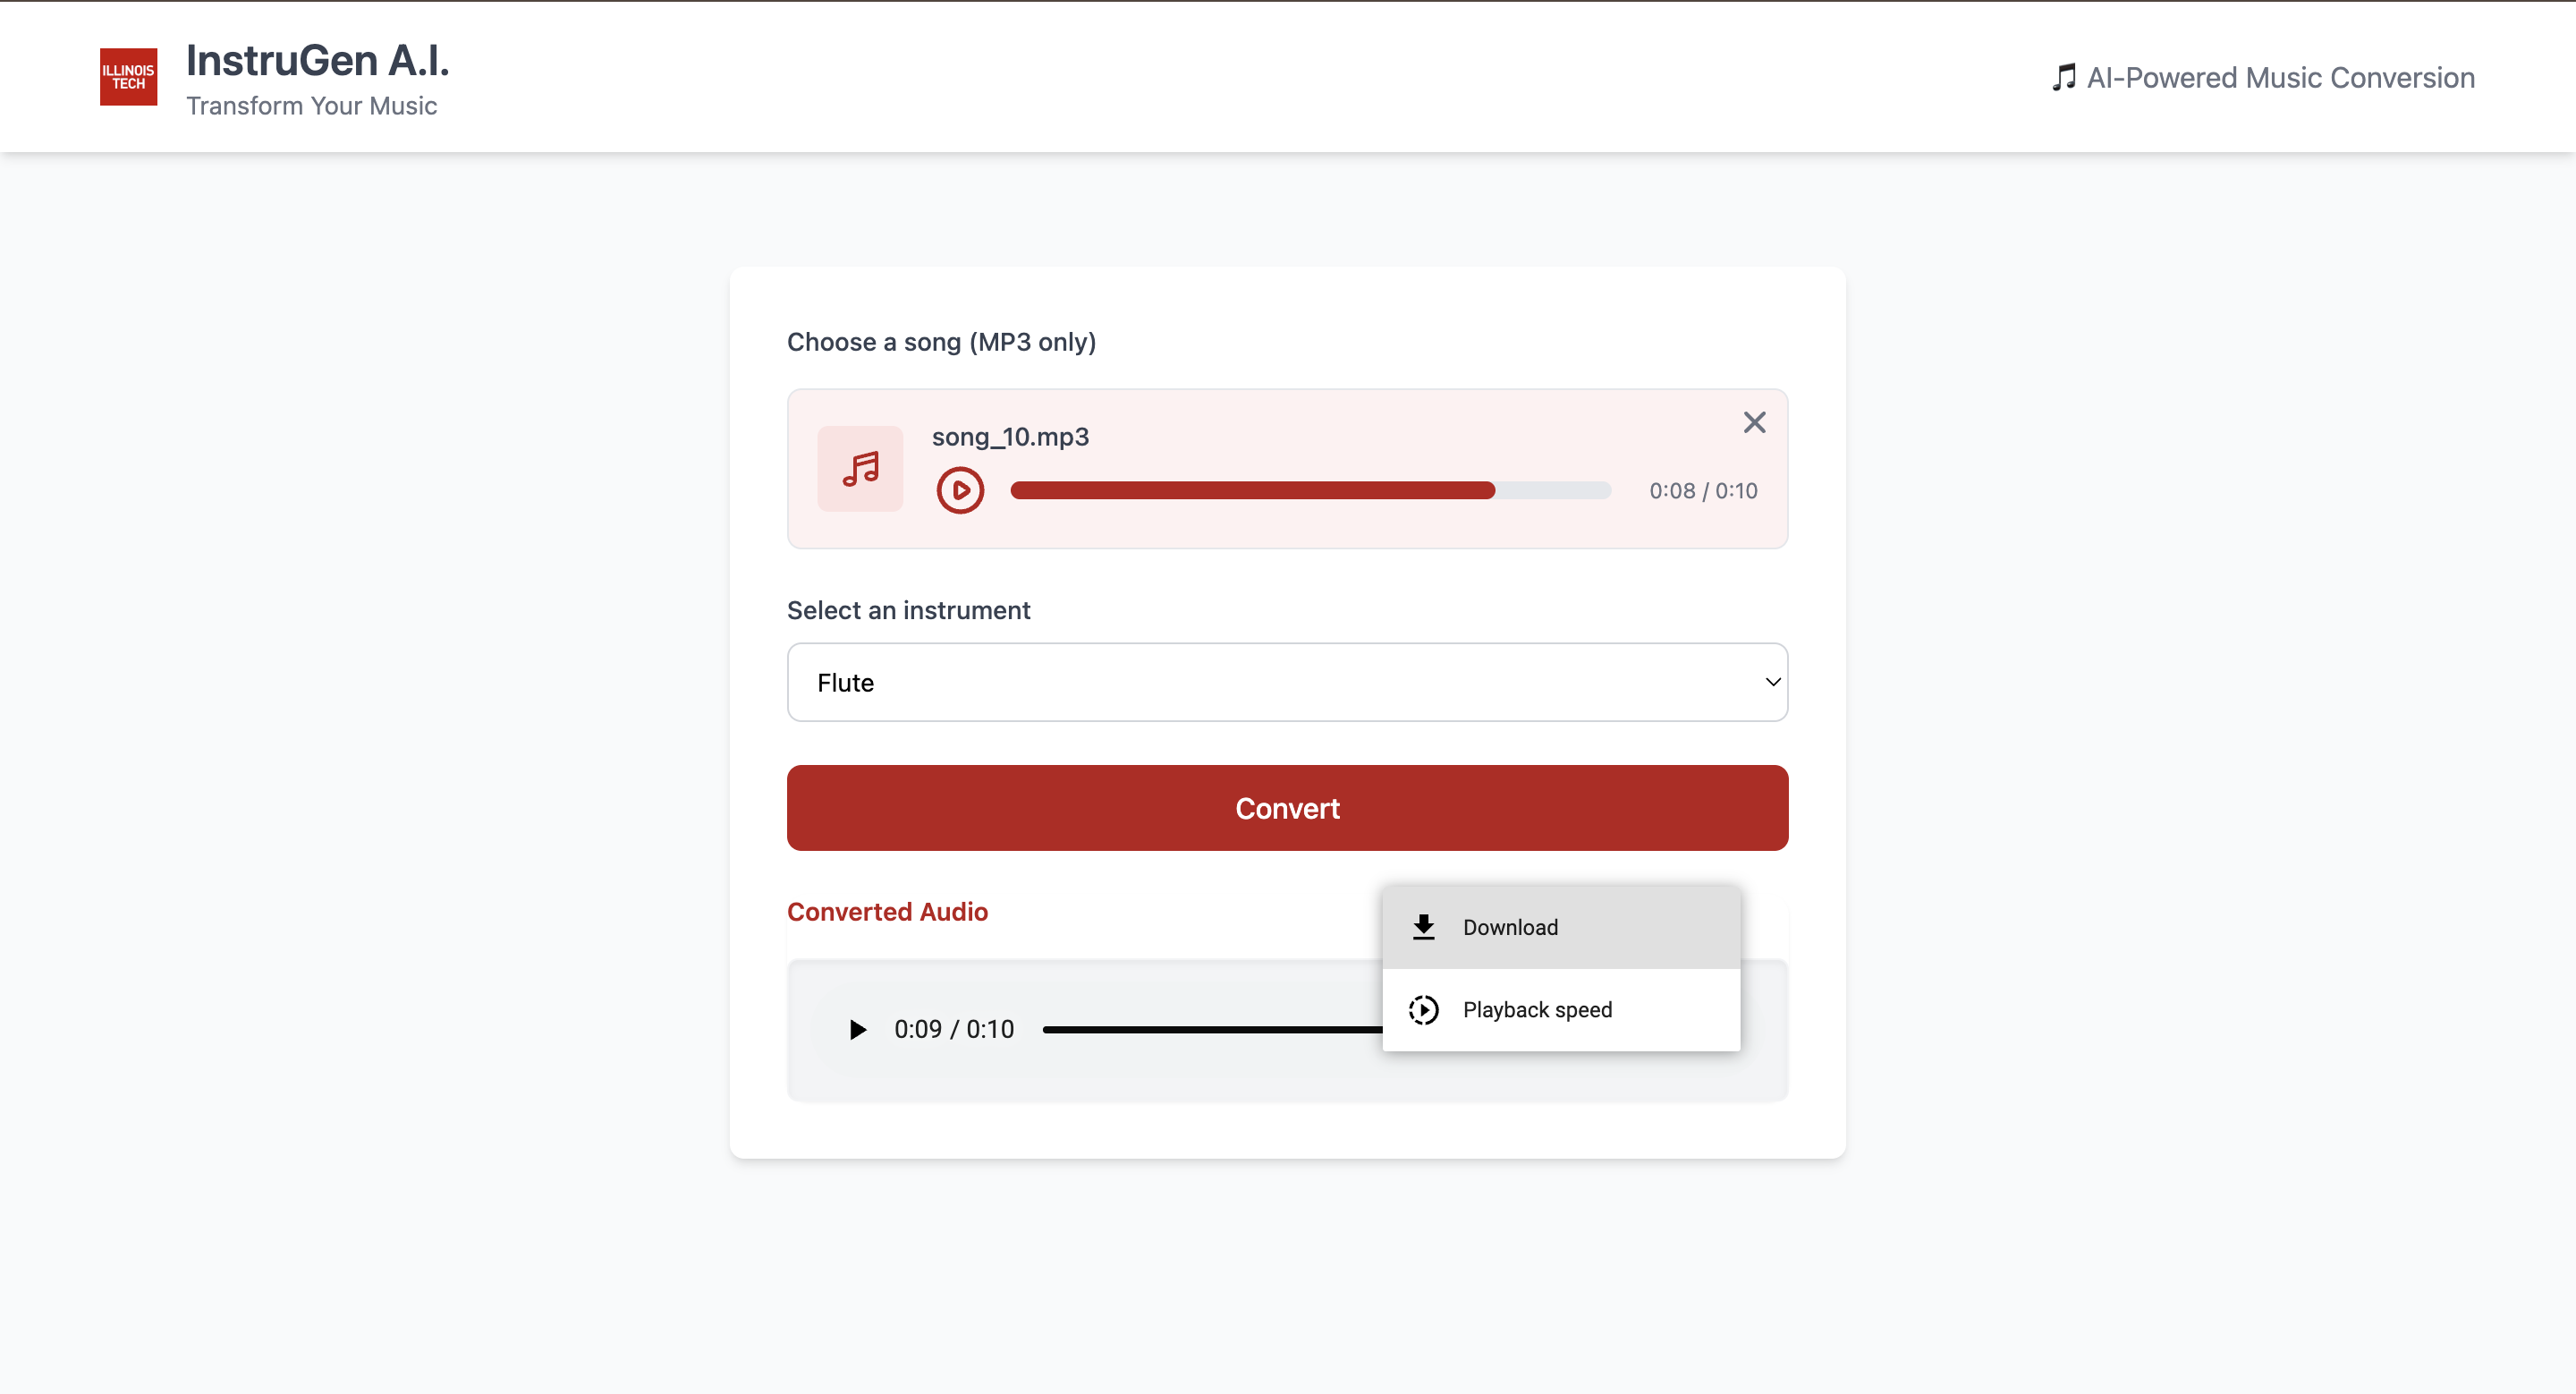 ILLINOIS
TECH
InstruGen A.I.
Transform Your Music
AI-Powered Music Conversion
Choose a song (MP3 only)
song_10.mp3
0:08 / 0:10
Select an instrument
Flute
Convert
Converted Audio
Download
Playback speed
0:09 / 0:10